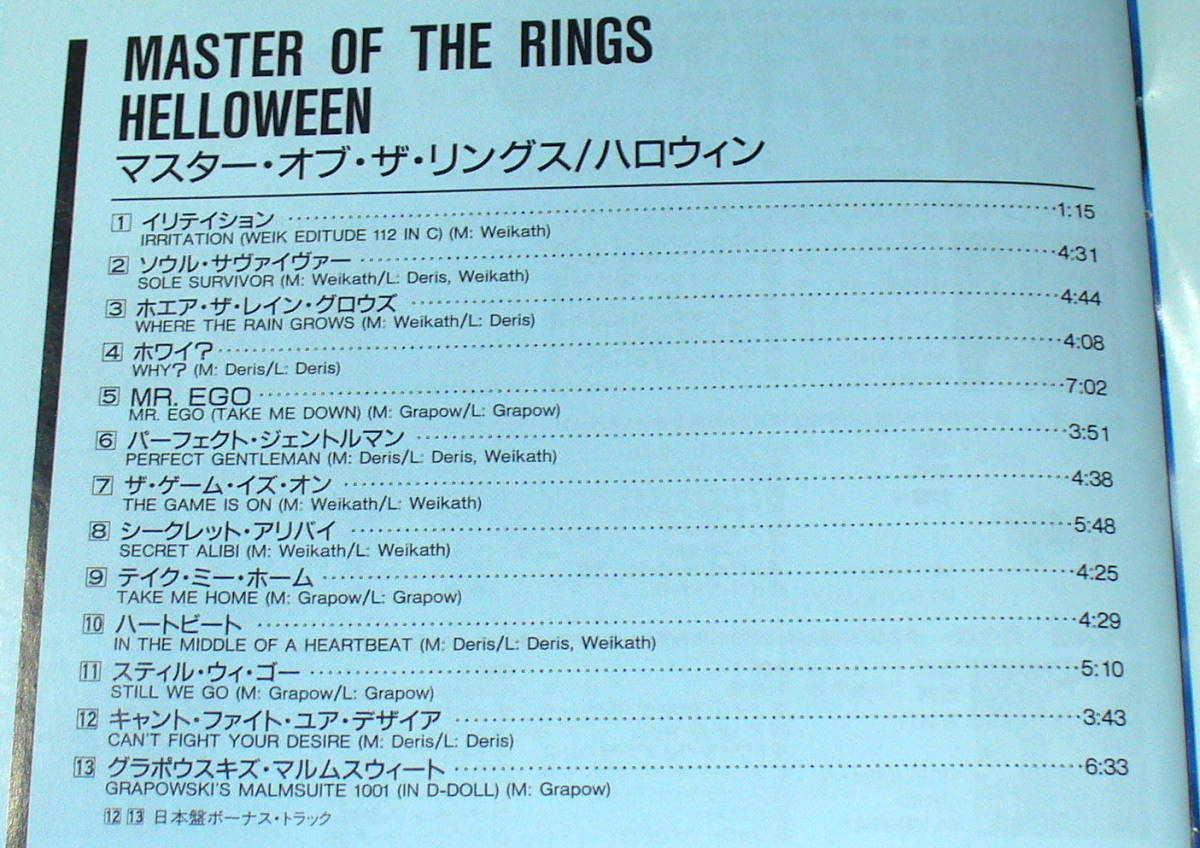 MASTER OF THE RINGS
HELLOWEEN
マスター・オブ・ザ・リングス/ハロウィン
1 イリテイション 1:15
IRRITATION (WEIK EDITUDE 112 IN C) (M: Weikath)
2 ソウル・サヴァイヴァー 4:31
SOLE SURVIVOR (M: Weikath/L: Deris, Weikath)
3 ホエア・ザ・レイン・グロウズ 4:44
WHERE THE RAIN GROWS (M: Weikath/L: Deris)
4 ホワイ? 4:08
WHY? (M: Deris/L: Deris)
5 MR. EGO 7:02
MR. EGO (TAKE ME DOWN) (M: Grapow/L: Grapow)
6 パーフェクト・ジェントルマン 3:51
PERFECT GENTLEMAN (M: Deris/L: Deris, Weikath)
7 ザ・ゲーム・イズ・オン 4:38
THE GAME IS ON (M: Weikath/L: Weikath)
8 シークレット・アリバイ 5:48
SECRET ALIBI (M: Weikath/L: Weikath)
9 テイク・ミー・ホーム 4:25
TAKE ME HOME (M: Grapow/L: Grapow)
10 ハートビート 4:29
IN THE MIDDLE OF A HEARTBEAT (M: Deris/L: Deris, Weikath)
11 スティル・ウィ・ゴー 5:10
STILL WE GO (M: Grapow/L: Grapow)
12 キャント・ファイト・ユア・デザイア 3:43
CAN'T FIGHT YOUR DESIRE (M: Deris/L: Deris)
13 グラポウスキズ・マルムスウィート 6:33
GRAPOWSKI'S MALMSUITE 1001 (IN D-DOLL) (M: Grapow)
12 13 日本盤ボーナス・トラック